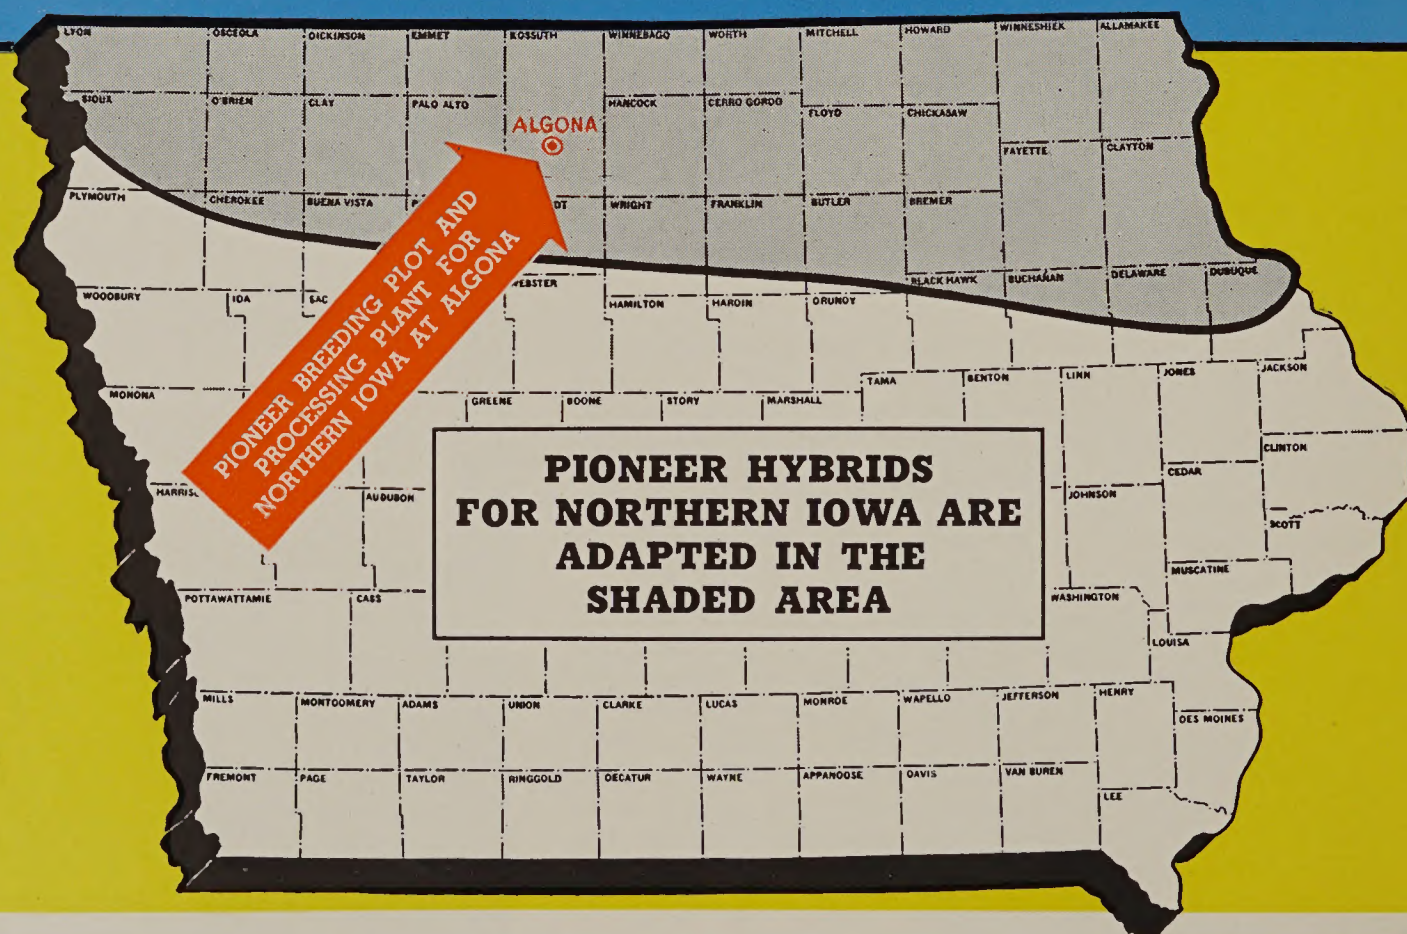 LYON OSCEOLA DICKINSON EMMET KOSSUTH WINNEBAGO WORTH MITCHELL HOWARD WINNESHIEK ALLAMAKEE
SIOUX O'BRIEN CLAY PALO ALTO HANCOCK CERRO GORDO FLOYD CHICKASAW
ALGONA
FAYETTE CLAYTON
PLYMOUTH CHEROKEE BUENA VISTA P DT WRIGHT FRANKLIN BUTLER BREMER
PIONEER BREEDING PLOT AND
PROCESSING PLANT FOR
NORTHERN IOWA AT ALGONA
WOODBURY IDA SAC WEBSTER HAMILTON HARDIN GRUNDY BLACK HAWK BUCHANAN DELAWARE DUBUQUE
MONONA GREENE BOONE STORY MARSHALL TAMA BENTON LINN JONES JACKSON
CLINTON
CEDAR
HARRIS AUDUBON JOHNSON
SCOTT
PIONEER HYBRIDS
FOR NORTHERN IOWA ARE
ADAPTED IN THE
SHADED AREA
MUSCATINE
POTTAWATTAMIE CASS WASHINGTON
LOUISA
MILLS MONTGOMERY ADAMS UNION CLARKE LUCAS MONROE WAPELLO JEFFERSON HENRY
DES MOINES
FREMONT PAGE TAYLOR RINGGOLD DECATUR WAYNE APPANOOSE DAVIS VAN BUREN
LEE